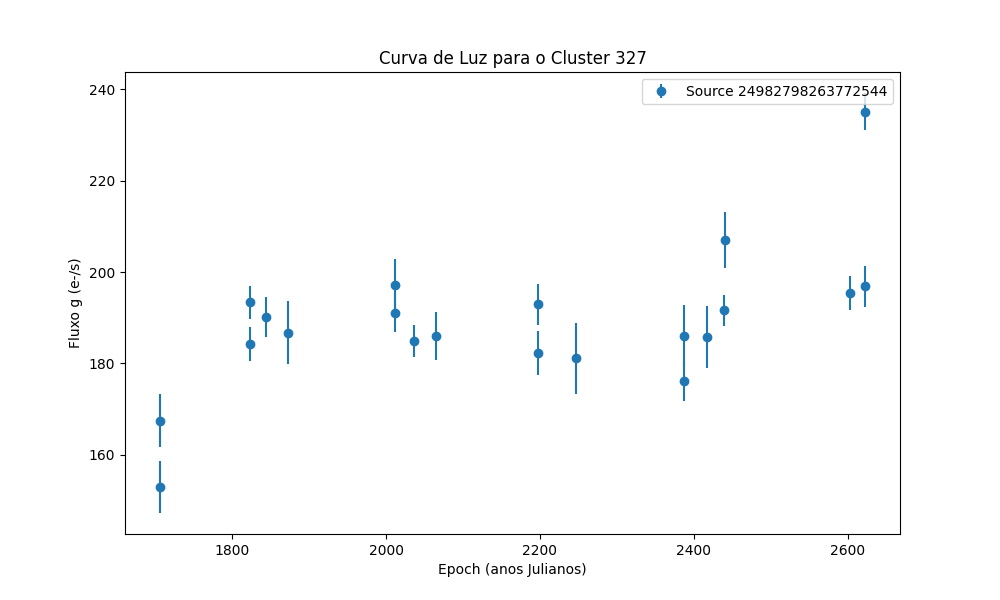 Curva de Luz para o Cluster 327
Source 24982798263772544
Fluxo g (e-/s)
240
220
200
180
160
1800 2000 2200 2400 2600
Epoch (anos Julianos)